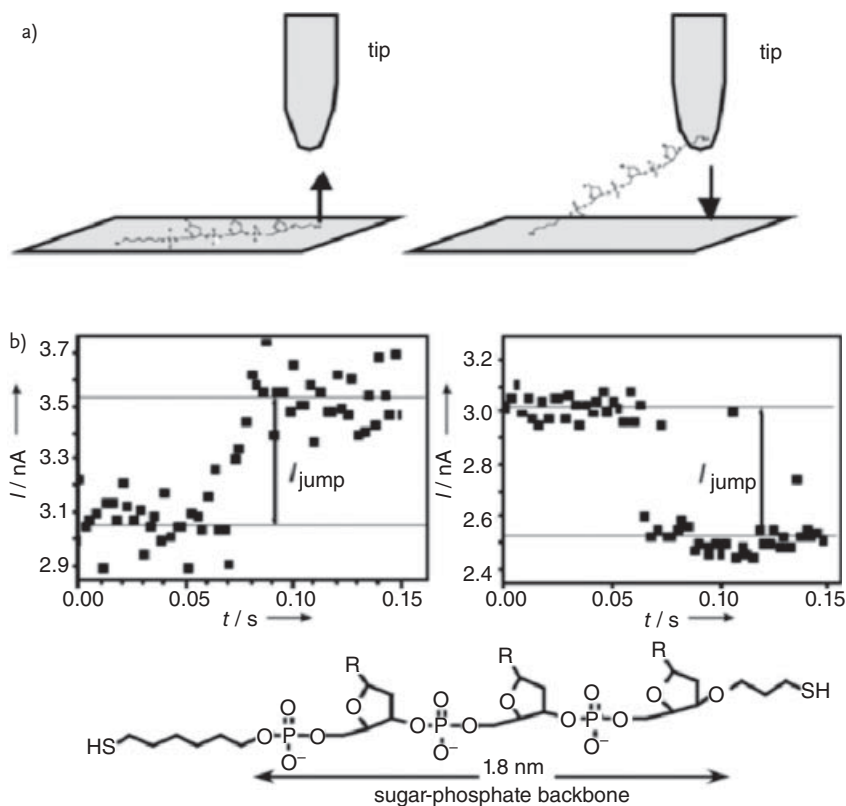 a)
tip
tip
b)
I / nA
3.7
3.5
3.3
3.1
2.9
I jump
0.00
0.05
0.10
0.15
t / s
I / nA
3.2
3.0
2.8
2.6
2.4
I jump
0.00
0.05
0.10
0.15
t / s
R
R
R
HS
O
P
O
O⁻
O
O
O
P
O
O⁻
O
O
O
P
O
O⁻
O
O
O
SH
1.8 nm
sugar-phosphate backbone